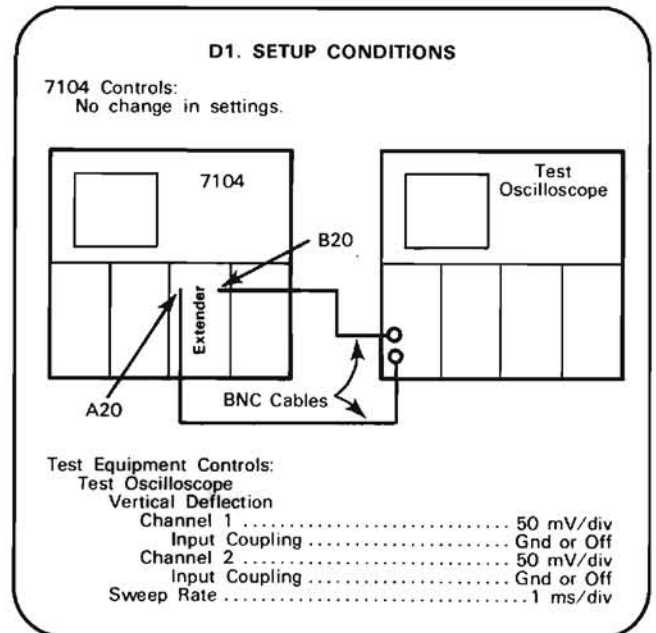 D1. SETUP CONDITIONS
7104 Controls:
No change in settings.
7104
Test
Oscilloscope
B20
Extender
A20
BNC Cables
Test Equipment Controls:
Test Oscilloscope
Vertical Deflection
Channel 1 ............................ 50 mV/div
Input Coupling ..................... Gnd or Off
Channel 2 ............................ 50 mV/div
Input Coupling ..................... Gnd or Off
Sweep Rate ............................... 1 ms/div